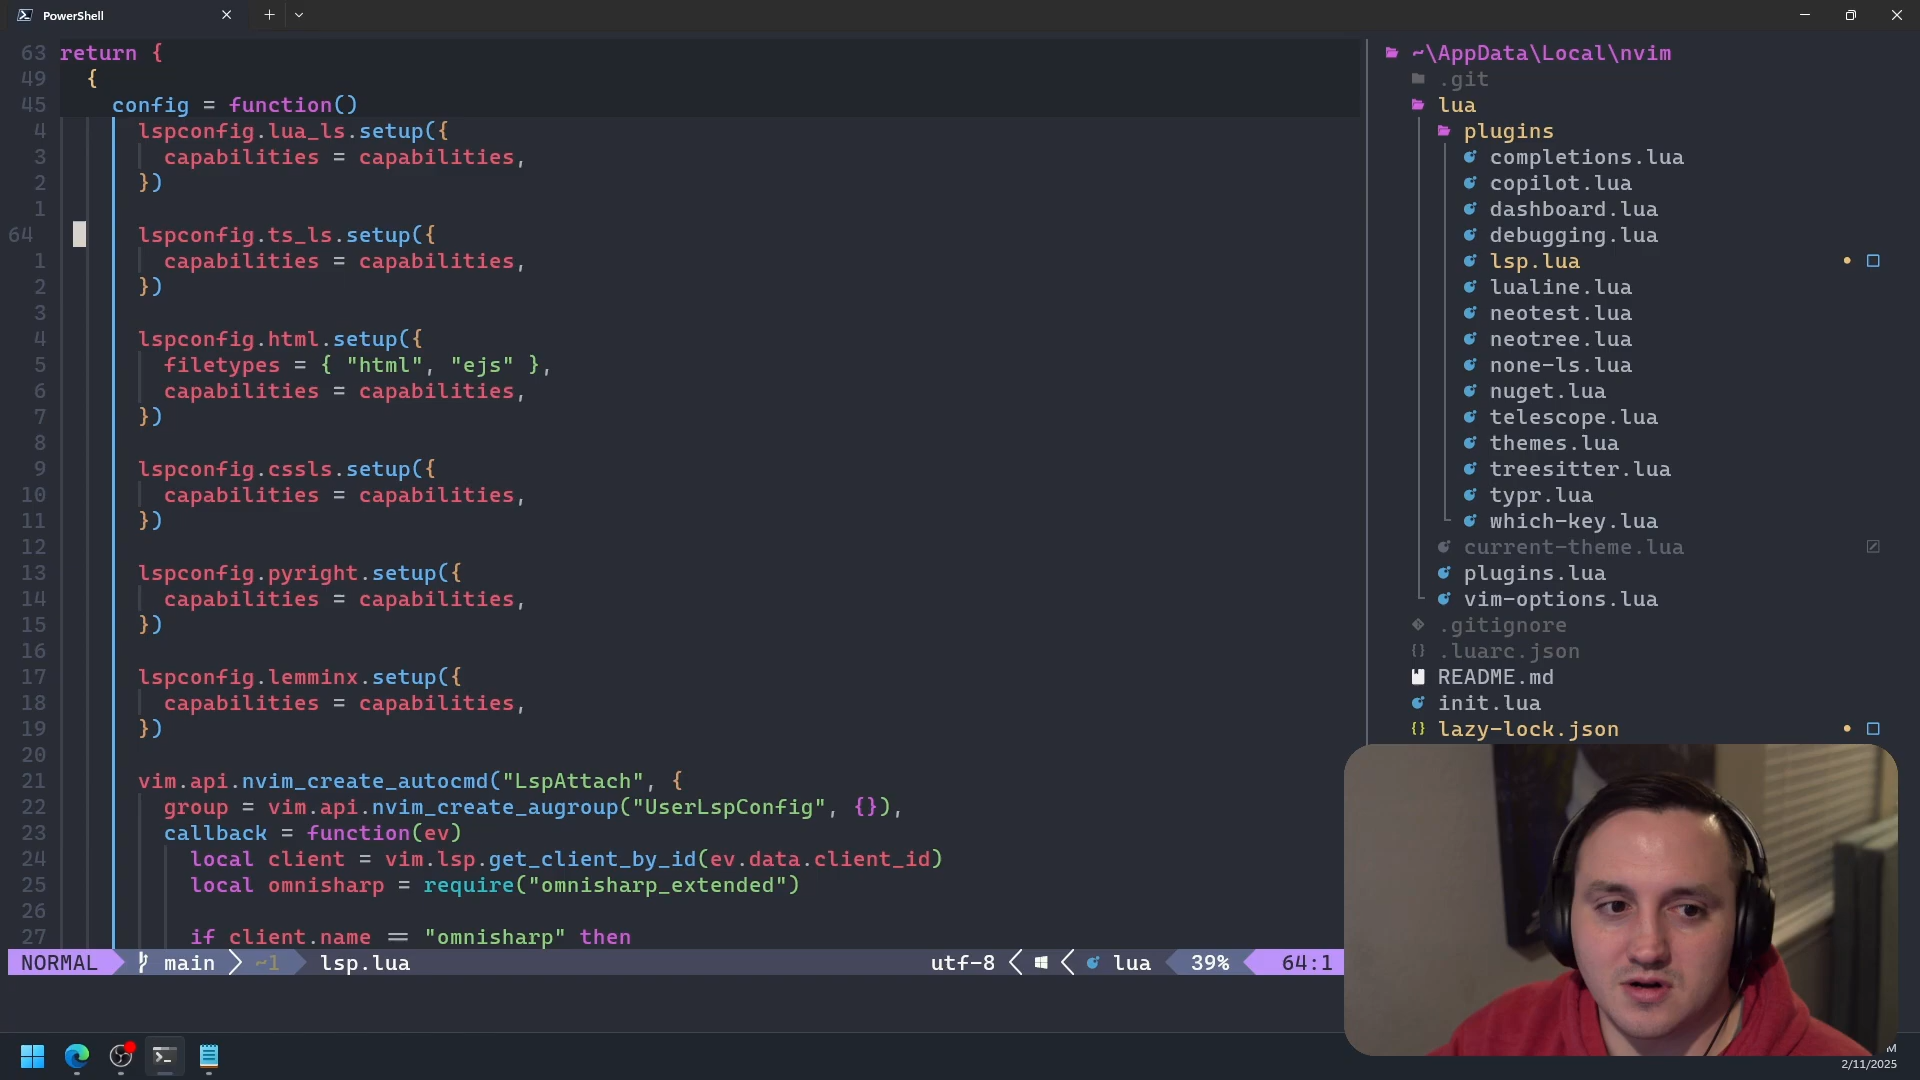 PowerShell
63 return {
49 {
45 config = function()
4 lspconfig.lua_ls.setup({
3 capabilities = capabilities,
2 })
1
64 lspconfig.ts_ls.setup({
1 capabilities = capabilities,
2 })
3
4 lspconfig.html.setup({
5 filetypes = { "html", "ejs" },
6 capabilities = capabilities,
7 })
8
9 lspconfig.cssls.setup({
10 capabilities = capabilities,
11 })
12
13 lspconfig.pyright.setup({
14 capabilities = capabilities,
15 })
16
17 lspconfig.lemminx.setup({
18 capabilities = capabilities,
19 })
20
21 vim.api.nvim_create_autocmd("LspAttach", {
22 group = vim.api.nvim_create_augroup("UserLspConfig", {}),
23 callback = function(ev)
24 local client = vim.lsp.get_client_by_id(ev.data.client_id)
25 local omnisharp = require("omnisharp_extended")
26
27 if client.name == "omnisharp" then
NORMAL main ~1 lsp.lua utf-8 lua 39% 64:1
~\AppData\Local\nvim
.git
lua
plugins
completions.lua
copilot.lua
dashboard.lua
debugging.lua
lsp.lua
lualine.lua
neotest.lua
neotree.lua
none-ls.lua
nuget.lua
telescope.lua
themes.lua
treesitter.lua
typr.lua
which-key.lua
current-theme.lua
plugins.lua
vim-options.lua
.gitignore
.luarc.json
README.md
init.lua
{} lazy-lock.json
M
2/11/2025